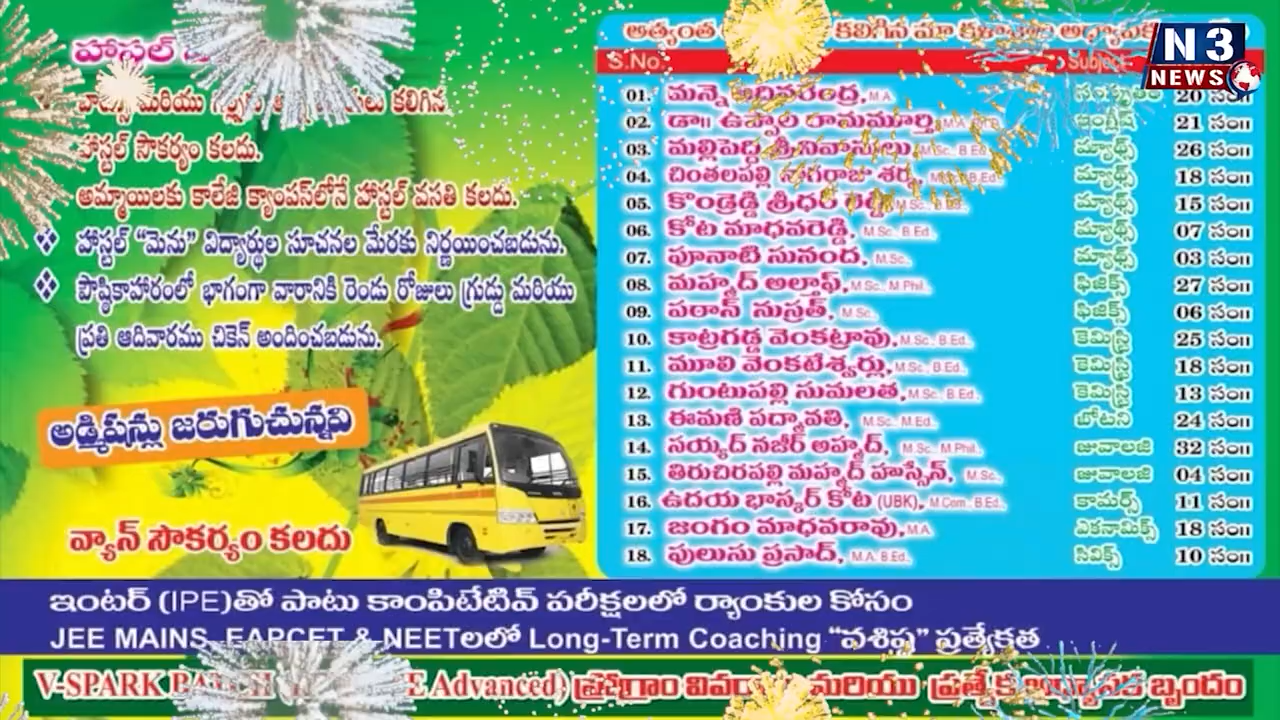 హాస్టల్
మరియు కలిగిన
హాస్టల్ సౌకర్యం కలదు.
అమ్మాయిలకు కాలేజి క్యాంపస్‌లోనే హాస్టల్ వసతి కలదు.
❖ హాస్టల్ "మెను" విద్యార్థుల సూచనల మేరకు నిర్ణయించబడును.
❖ పౌష్ఠికాహారంలో భాగంగా వారానికి రెండు రోజులు గ్రుడ్డు మరియు
ప్రతి ఆదివారము చికెన్ అందించబడును.
అడ్మిషన్లు జరుగుచున్నవి
వ్యాన్ సౌకర్యం కలదు
అత్యంత కలిగిన మా
S.No. Subject
01. మన్నె M.A. 20 సం॥
02. డా॥ ఉప్పల రామమూర్తి, ఇంగ్లీష్ 21 సం॥
03. మల్లిపెద్ది శ్రీనివాసులు, M.Sc., B.Ed. మ్యాథ్స్ 26 సం॥
04. చింతలపల్లి నాగరాజు శర్మ, B.Ed., మ్యాథ్స్ 18 సం॥
05. కొండ్రెడ్డి శ్రీధర్ M.Sc., B.Ed., మ్యాథ్స్ 15 సం॥
06. కోట మాధవరెడ్డి, M.Sc., B.Ed., మ్యాథ్స్ 07 సం॥
07. పూనాటి సునంద, M.Sc., మ్యాథ్స్ 03 సం॥
08. మహ్మద్ అల్తాఫ్, M.Sc., M.Phil., ఫిజిక్స్ 27 సం॥
09. పఠాన్ నుస్రత్, M.Sc., ఫిజిక్స్ 06 సం॥
10. కాట్రగడ్డ వెంకట్రావు, M.Sc., B.Ed., కెమిస్ట్రి 25 సం॥
11. మూలి వెంకటేశ్వర్లు, M.Sc., B.Ed., కెమిస్ట్రి 18 సం॥
12. గుంటుపల్లి సుమలత, M.Sc., B.Ed., కెమిస్ట్రి 13 సం॥
13. ఈమణి పద్మావతి, M.Sc., M.Ed., బోటని 24 సం॥
14. సయ్యద్ నజీర్ అహ్మద్, M.Sc., M.Phil., జువాలజి 32 సం॥
15. తిరుచిరపల్లి మహ్మద్ హుస్సేన్, M.Sc., జువాలజి 04 సం॥
16. ఉదయ భాస్కర్ కోట (UBK), M.Com., B.Ed., కామర్స్ 11 సం॥
17. జంగం మాధవరావు, M.A. ఎకనామిక్స్ 18 సం॥
18. పులుసు ప్రసాద్, M.A. B.Ed., సివిక్స్ 10 సం॥
N3
NEWS
ఇంటర్ (IPE)తో పాటు కాంపిటేటివ్ పరీక్షలలో ర్యాంకుల కోసం
JEE MAINS, EAPCET & NEETలలో Long-Term Coaching "వశిష్ఠ" ప్రత్యేకత
V-SPARK Advanced) ప్రోగ్రాం మరియు బృందం